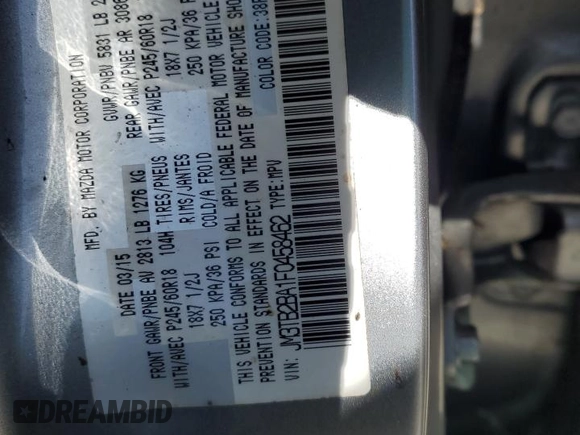 MFD. BY MAZDA MOTOR CORPORATION
DATE 03/15 GWVR/PNBV 5831 LB
FRONT GAWR/PNBE AV 2813 LB 1276 KG REAR GAWR/PNBE AR
WITH/AVEC P245/60R18 104H TIRES/PNEUS WITH/AVEC P245/60R18
18X7 1/2J RIMS/JANTES 18X7 1/2J
250 KPA/36 PSI COLD/A FROID 250 KPA/36
THIS VEHICLE CONFORMS TO ALL APPLICABLE FEDERAL MOTOR VEHICLE
PREVENTION STANDARDS IN EFFECT ON THE DATE OF MANUFACTURE
VIN: JM3TB2BA1F0458462 TYPE:MPV COLOR CODE:
DREAMBID